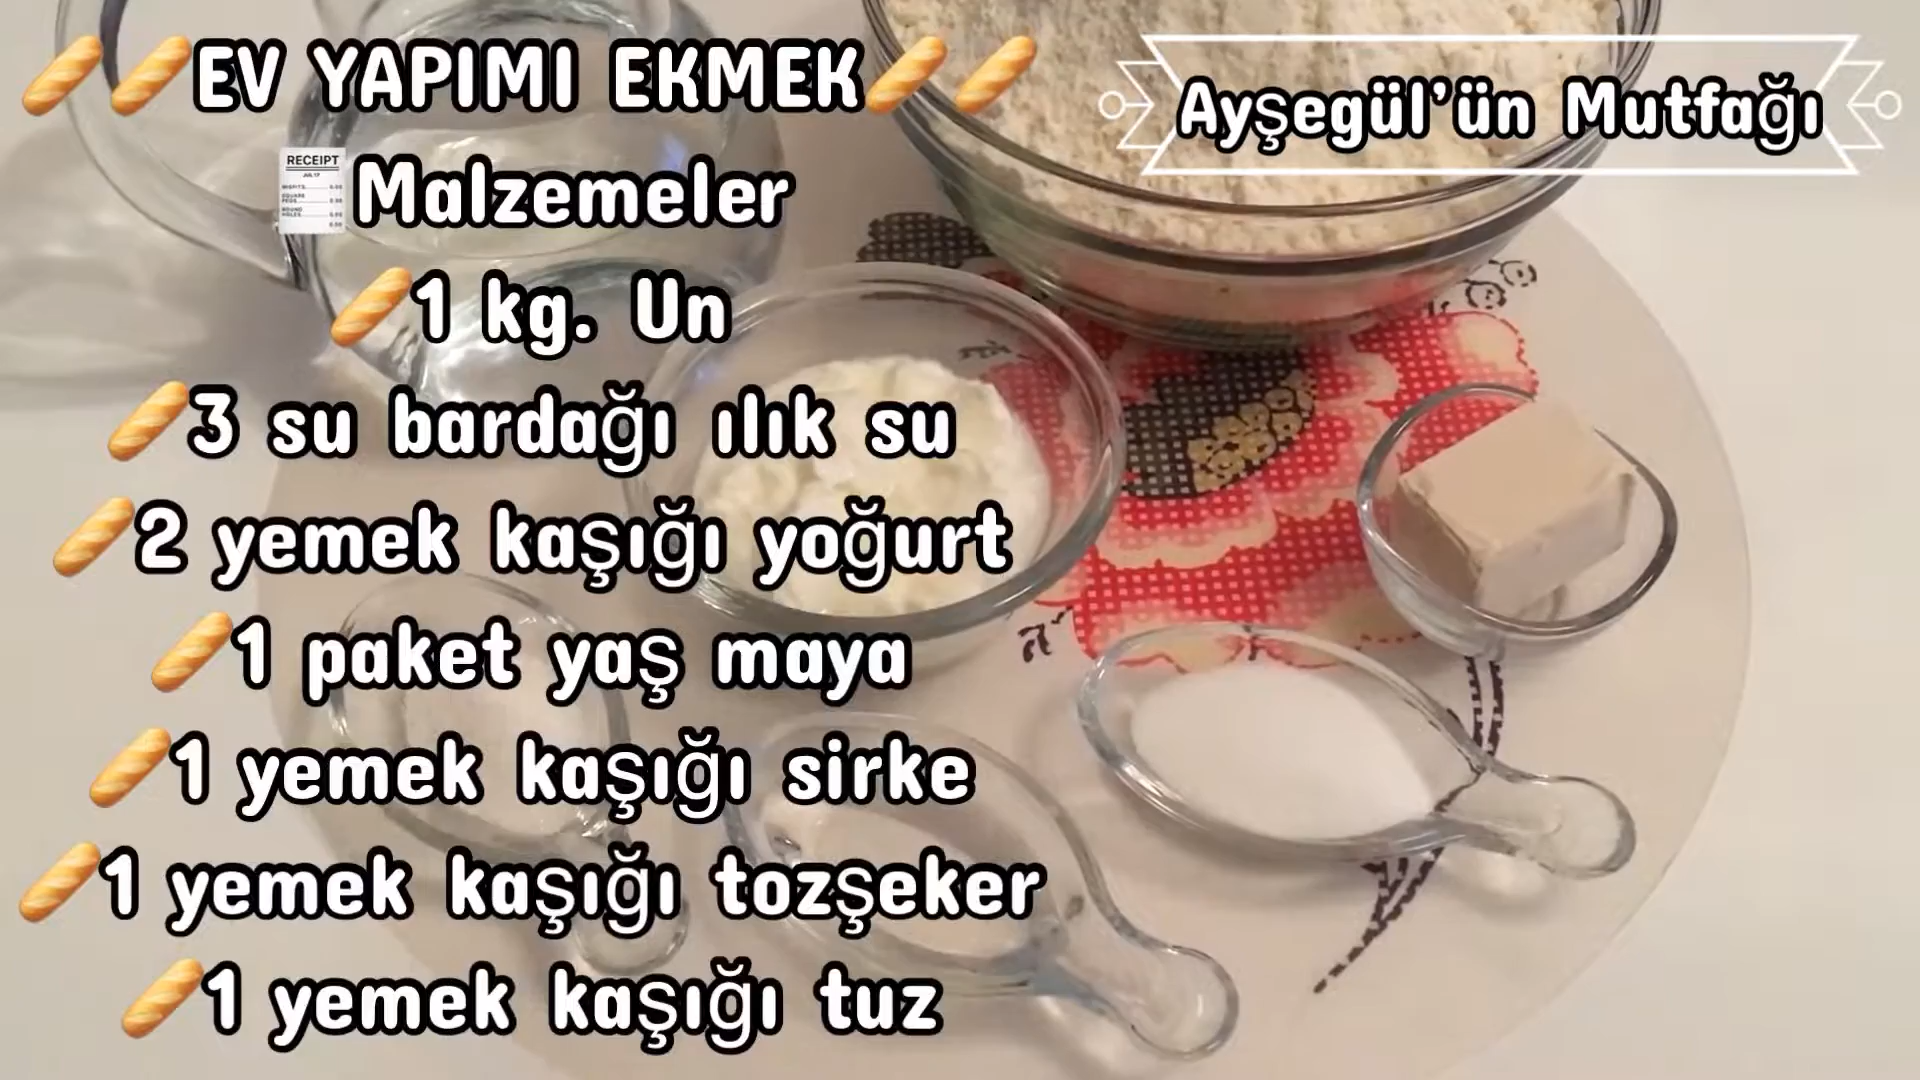 EV YAPIMI EKMEK
Ayşegül'ün Mutfağı
RECEIPT
Malzemeler
1 kg. Un
3 su bardağı ılık su
2 yemek kaşığı yoğurt
1 paket yaş maya
1 yemek kaşığı sirke
1 yemek kaşığı tozşeker
1 yemek kaşığı tuz